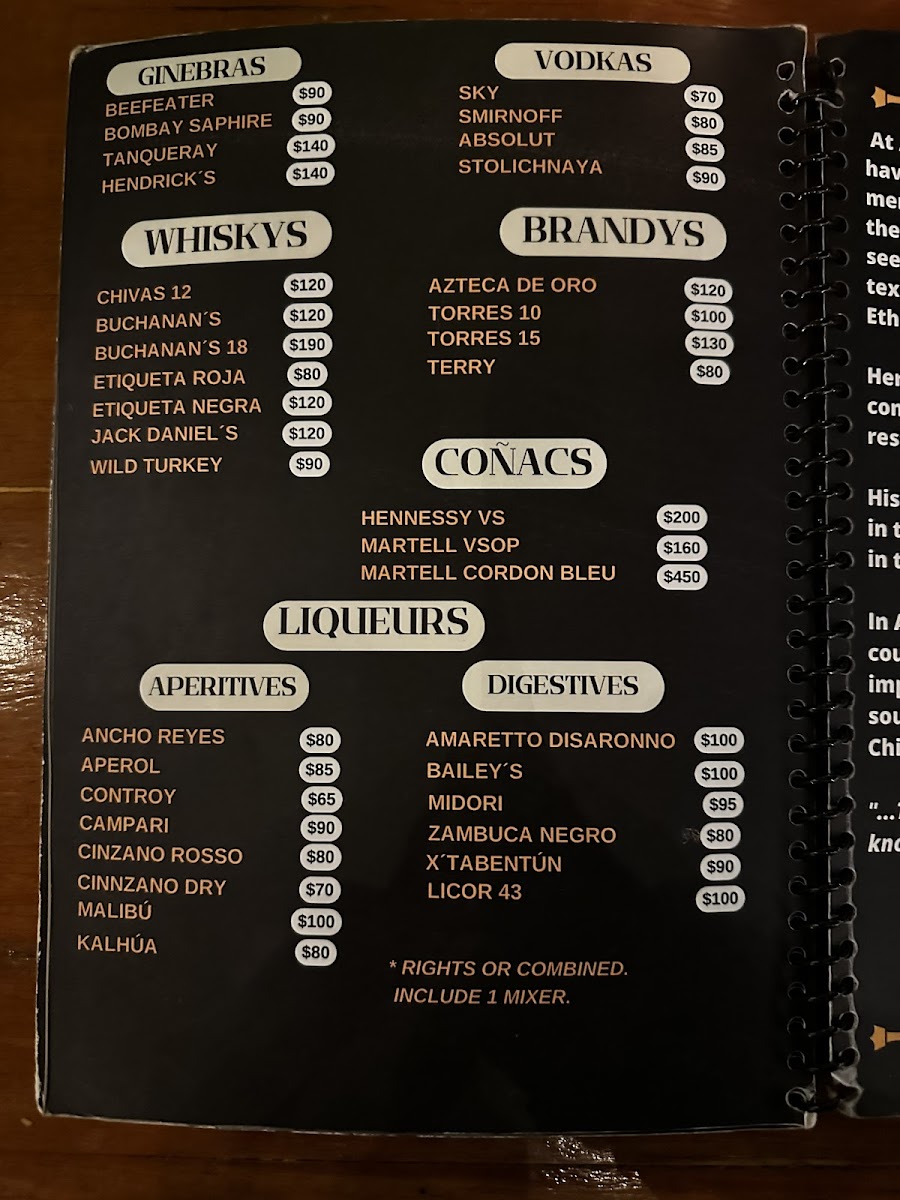 GINEBRAS
BEEFEATER $90
BOMBAY SAPHIRE $90
TANQUERAY $140
HENDRICK´S $140
VODKAS
SKY $70
SMIRNOFF $80
ABSOLUT $85
STOLICHNAYA $90
WHISKYS
CHIVAS 12 $120
BUCHANAN´S $120
BUCHANAN´S 18 $190
ETIQUETA ROJA $80
ETIQUETA NEGRA $120
JACK DANIEL´S $120
WILD TURKEY $90
BRANDYS
AZTECA DE ORO $120
TORRES 10 $100
TORRES 15 $130
TERRY $80
COÑACS
HENNESSY VS $200
MARTELL VSOP $160
MARTELL CORDON BLEU $450
LIQUEURS
APERITIVES
ANCHO REYES $80
APEROL $85
CONTROY $65
CAMPARI $90
CINZANO ROSSO $80
CINNZANO DRY $70
MALIBÚ $100
KALHÚA $80
DIGESTIVES
AMARETTO DISARONNO $100
BAILEY´S $100
MIDORI $95
ZAMBUCA NEGRO $80
X´TABENTÚN $90
LICOR 43 $100
* RIGHTS OR COMBINED.
INCLUDE 1 MIXER.
At
the
in
in
In